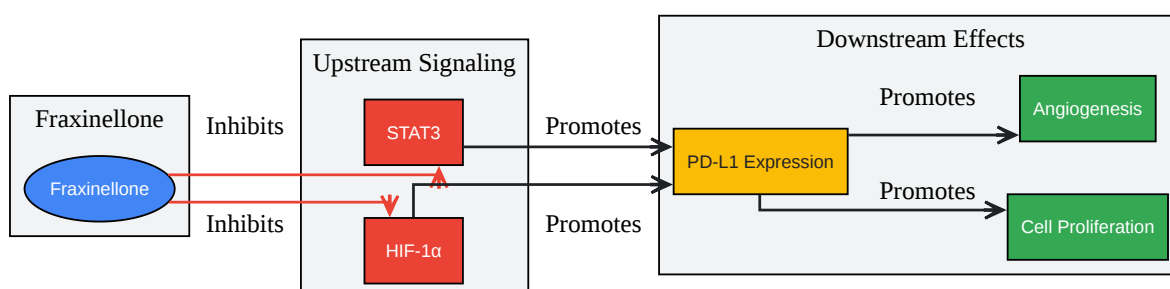 Fraxinellone
Fraxinellone
Inhibits
Inhibits
Upstream Signaling
STAT3
HIF-1α
Promotes
Promotes
Downstream Effects
PD-L1 Expression
Promotes
Promotes
Angiogenesis
Cell Proliferation